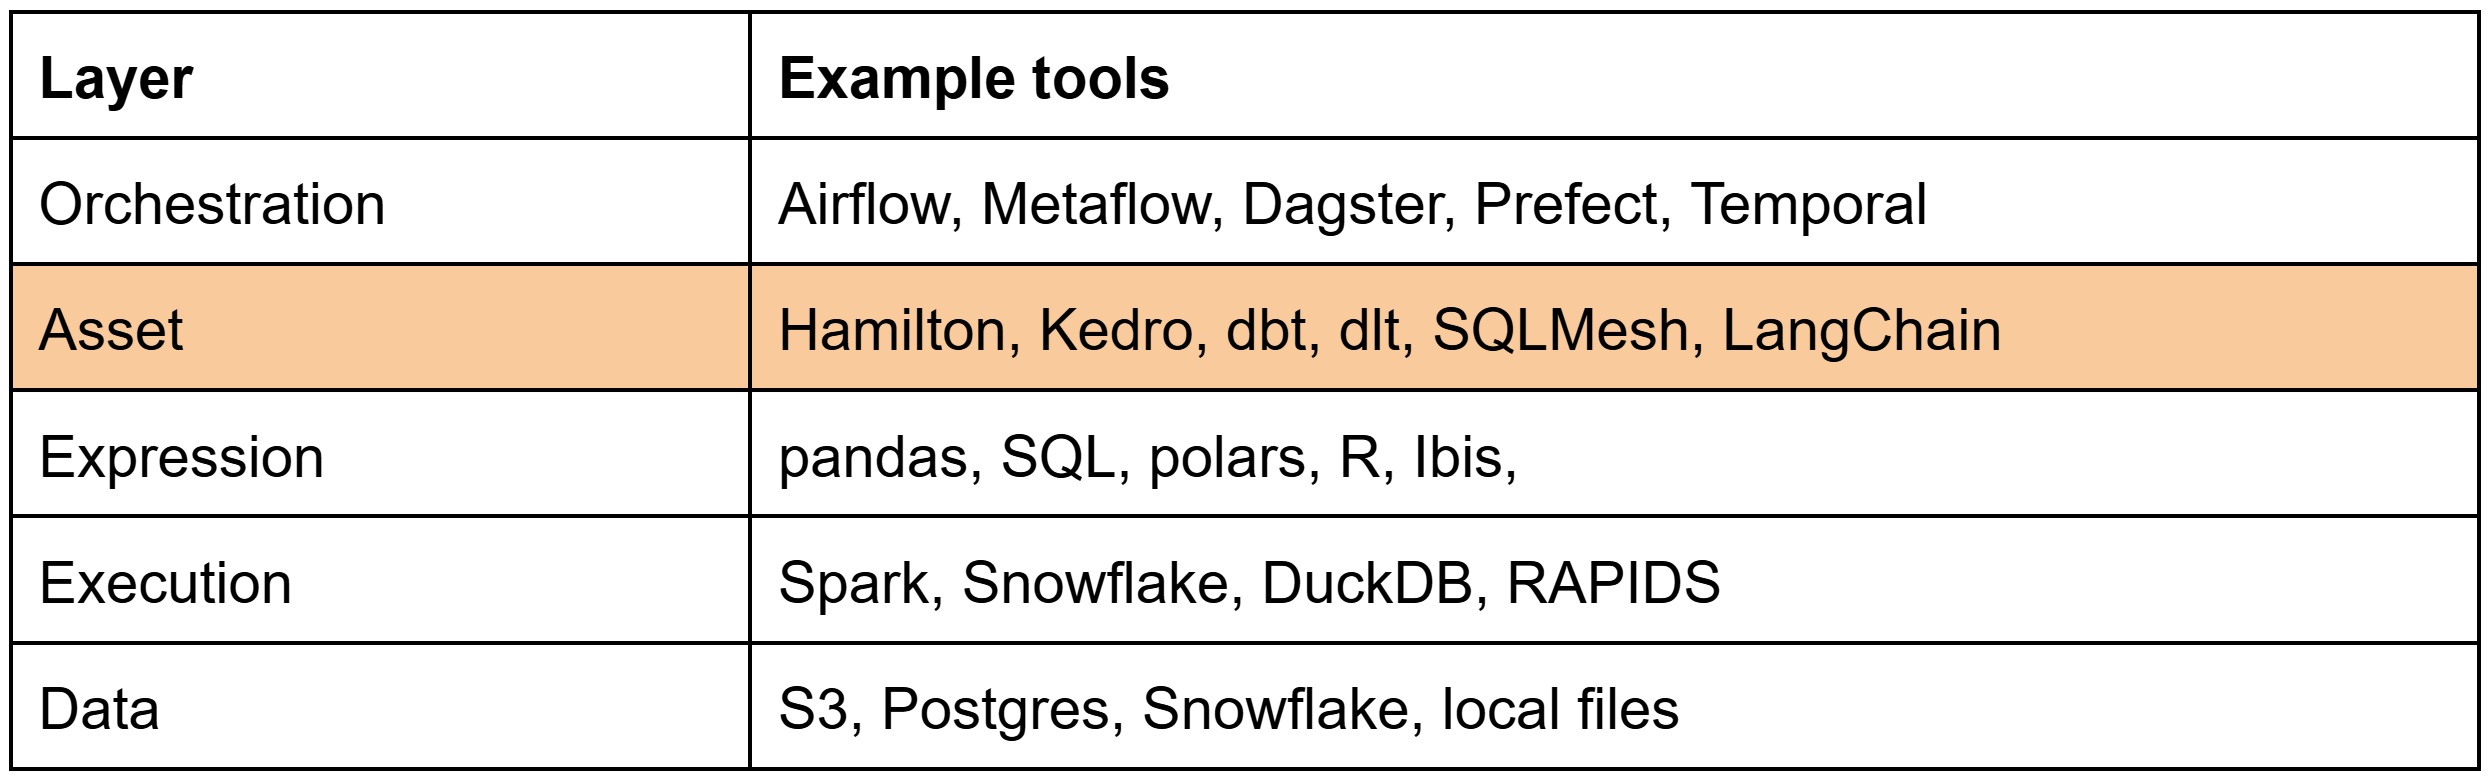 Layer Example tools
Orchestration Airflow, Metaflow, Dagster, Prefect, Temporal
Asset Hamilton, Kedro, dbt, dlt, SQLMesh, LangChain
Expression pandas, SQL, polars, R, Ibis,
Execution Spark, Snowflake, DuckDB, RAPIDS
Data S3, Postgres, Snowflake, local files